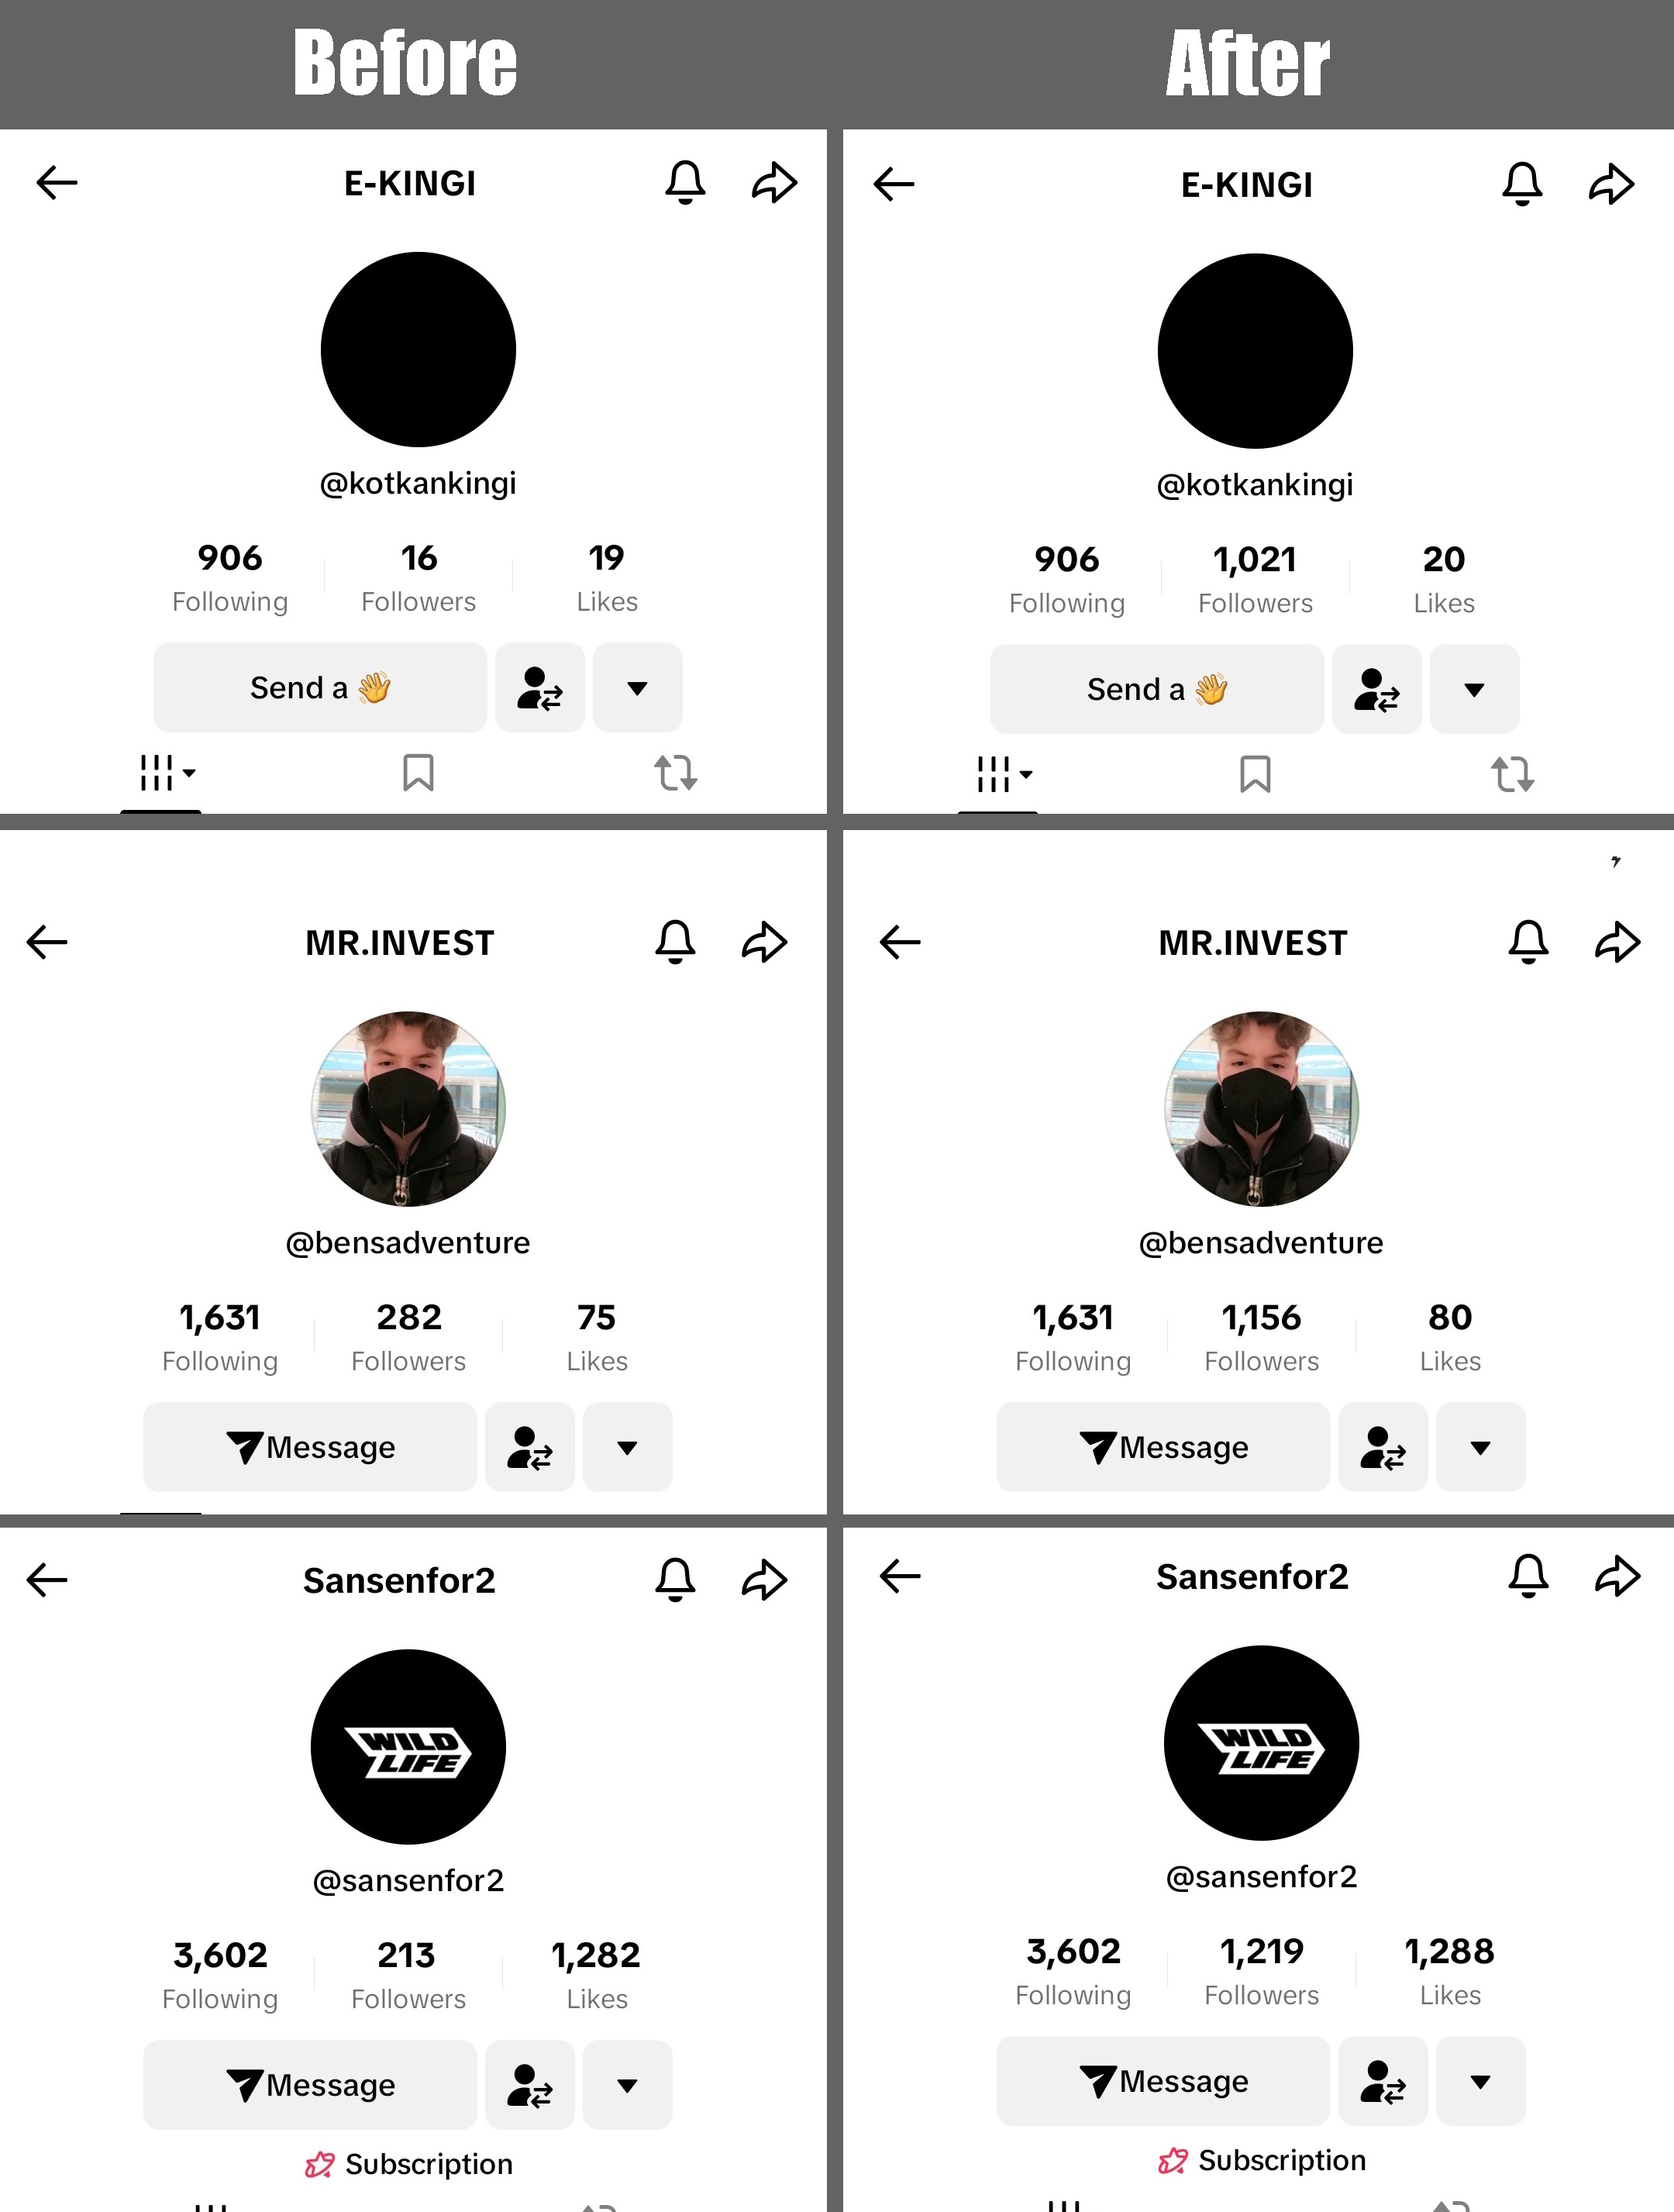 Before
After
E-KINGI
@kotkankingi
906 16 19
Following Followers Likes
Send a 👋
E-KINGI
@kotkankingi
906 1,021 20
Following Followers Likes
Send a 👋
MR.INVEST
@bensadventure
1,631 282 75
Following Followers Likes
Message
MR.INVEST
@bensadventure
1,631 1,156 80
Following Followers Likes
Message
Sansenfor2
WILD
LIFE
@sansenfor2
3,602 213 1,282
Following Followers Likes
Message
Subscription
Sansenfor2
WILD
LIFE
@sansenfor2
3,602 1,219 1,288
Following Followers Likes
Message
Subscription